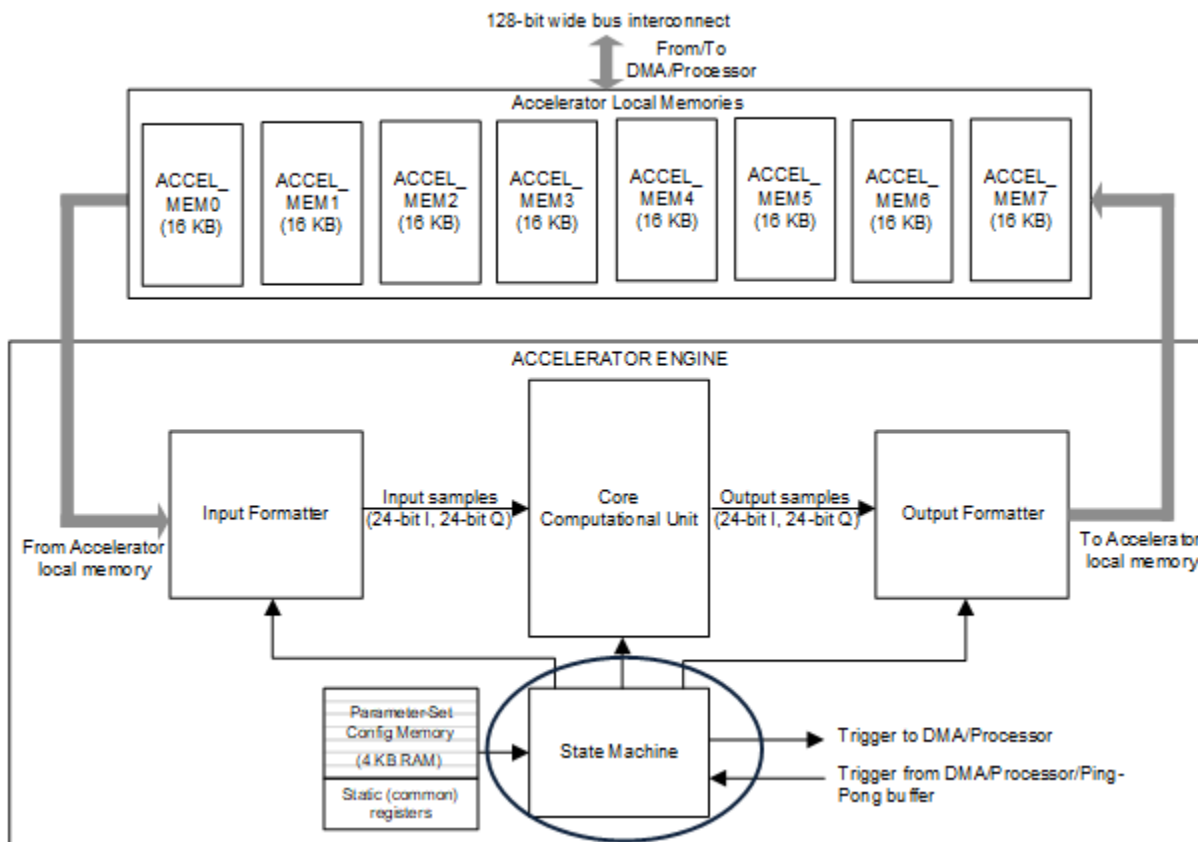 128-bit wide bus interconnect
From/To
DMA/Processor
Accelerator Local Memories
ACCEL_
MEM0
(16 KB)
ACCEL_
MEM1
(16 KB)
ACCEL_
MEM2
(16 KB)
ACCEL_
MEM3
(16 KB)
ACCEL_
MEM4
(16 KB)
ACCEL_
MEM5
(16 KB)
ACCEL_
MEM6
(16 KB)
ACCEL_
MEM7
(16 KB)
ACCELERATOR ENGINE
Input Formatter
Input samples
(24-bit I, 24-bit Q)
Core
Computational Unit
Output samples
(24-bit I, 24-bit Q)
Output Formatter
From Accelerator
local memory
To Accelerator
local memory
Parameter-Set
Config Memory
(4 KB RAM)
Static (common)
registers
State Machine
Trigger to DMA/Processor
Trigger from DMA/Processor/Ping-
Pong buffer